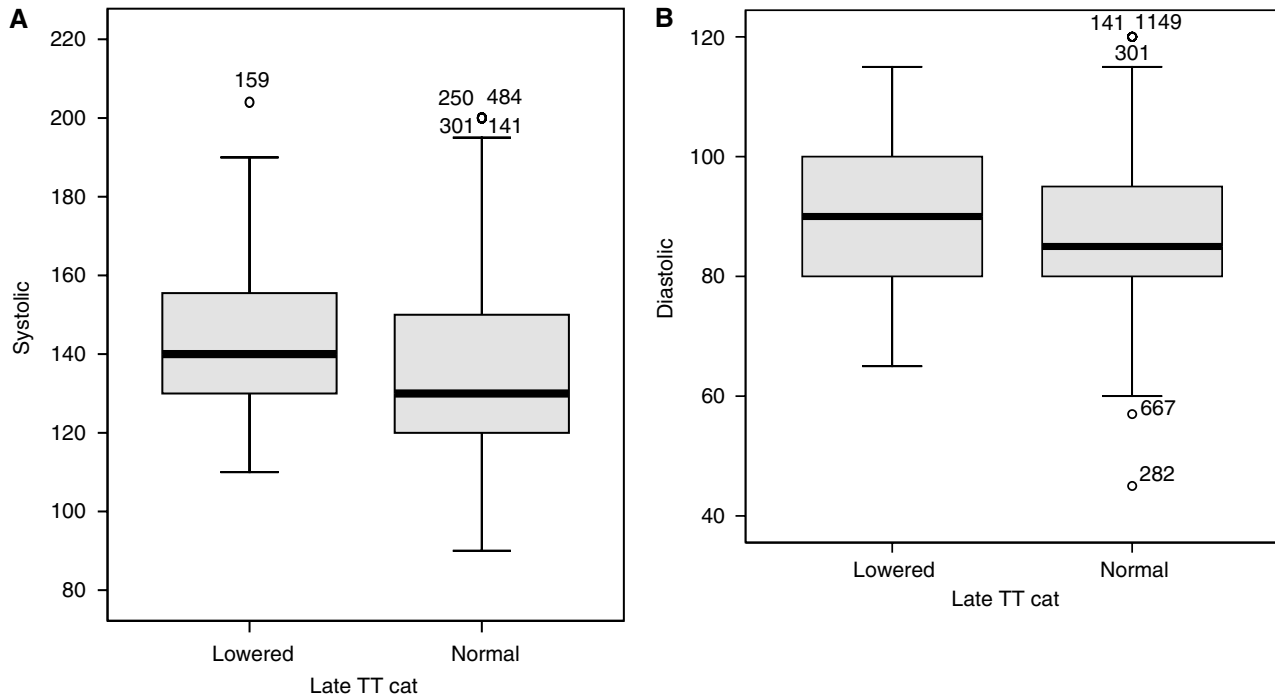 A
220
200
180
160
140
120
100
80
Systolic
159
250 484
301 141
Lowered Normal
Late TT cat
B
120
100
80
60
40
Diastolic
141 1149
301
667
282
Lowered Normal
Late TT cat